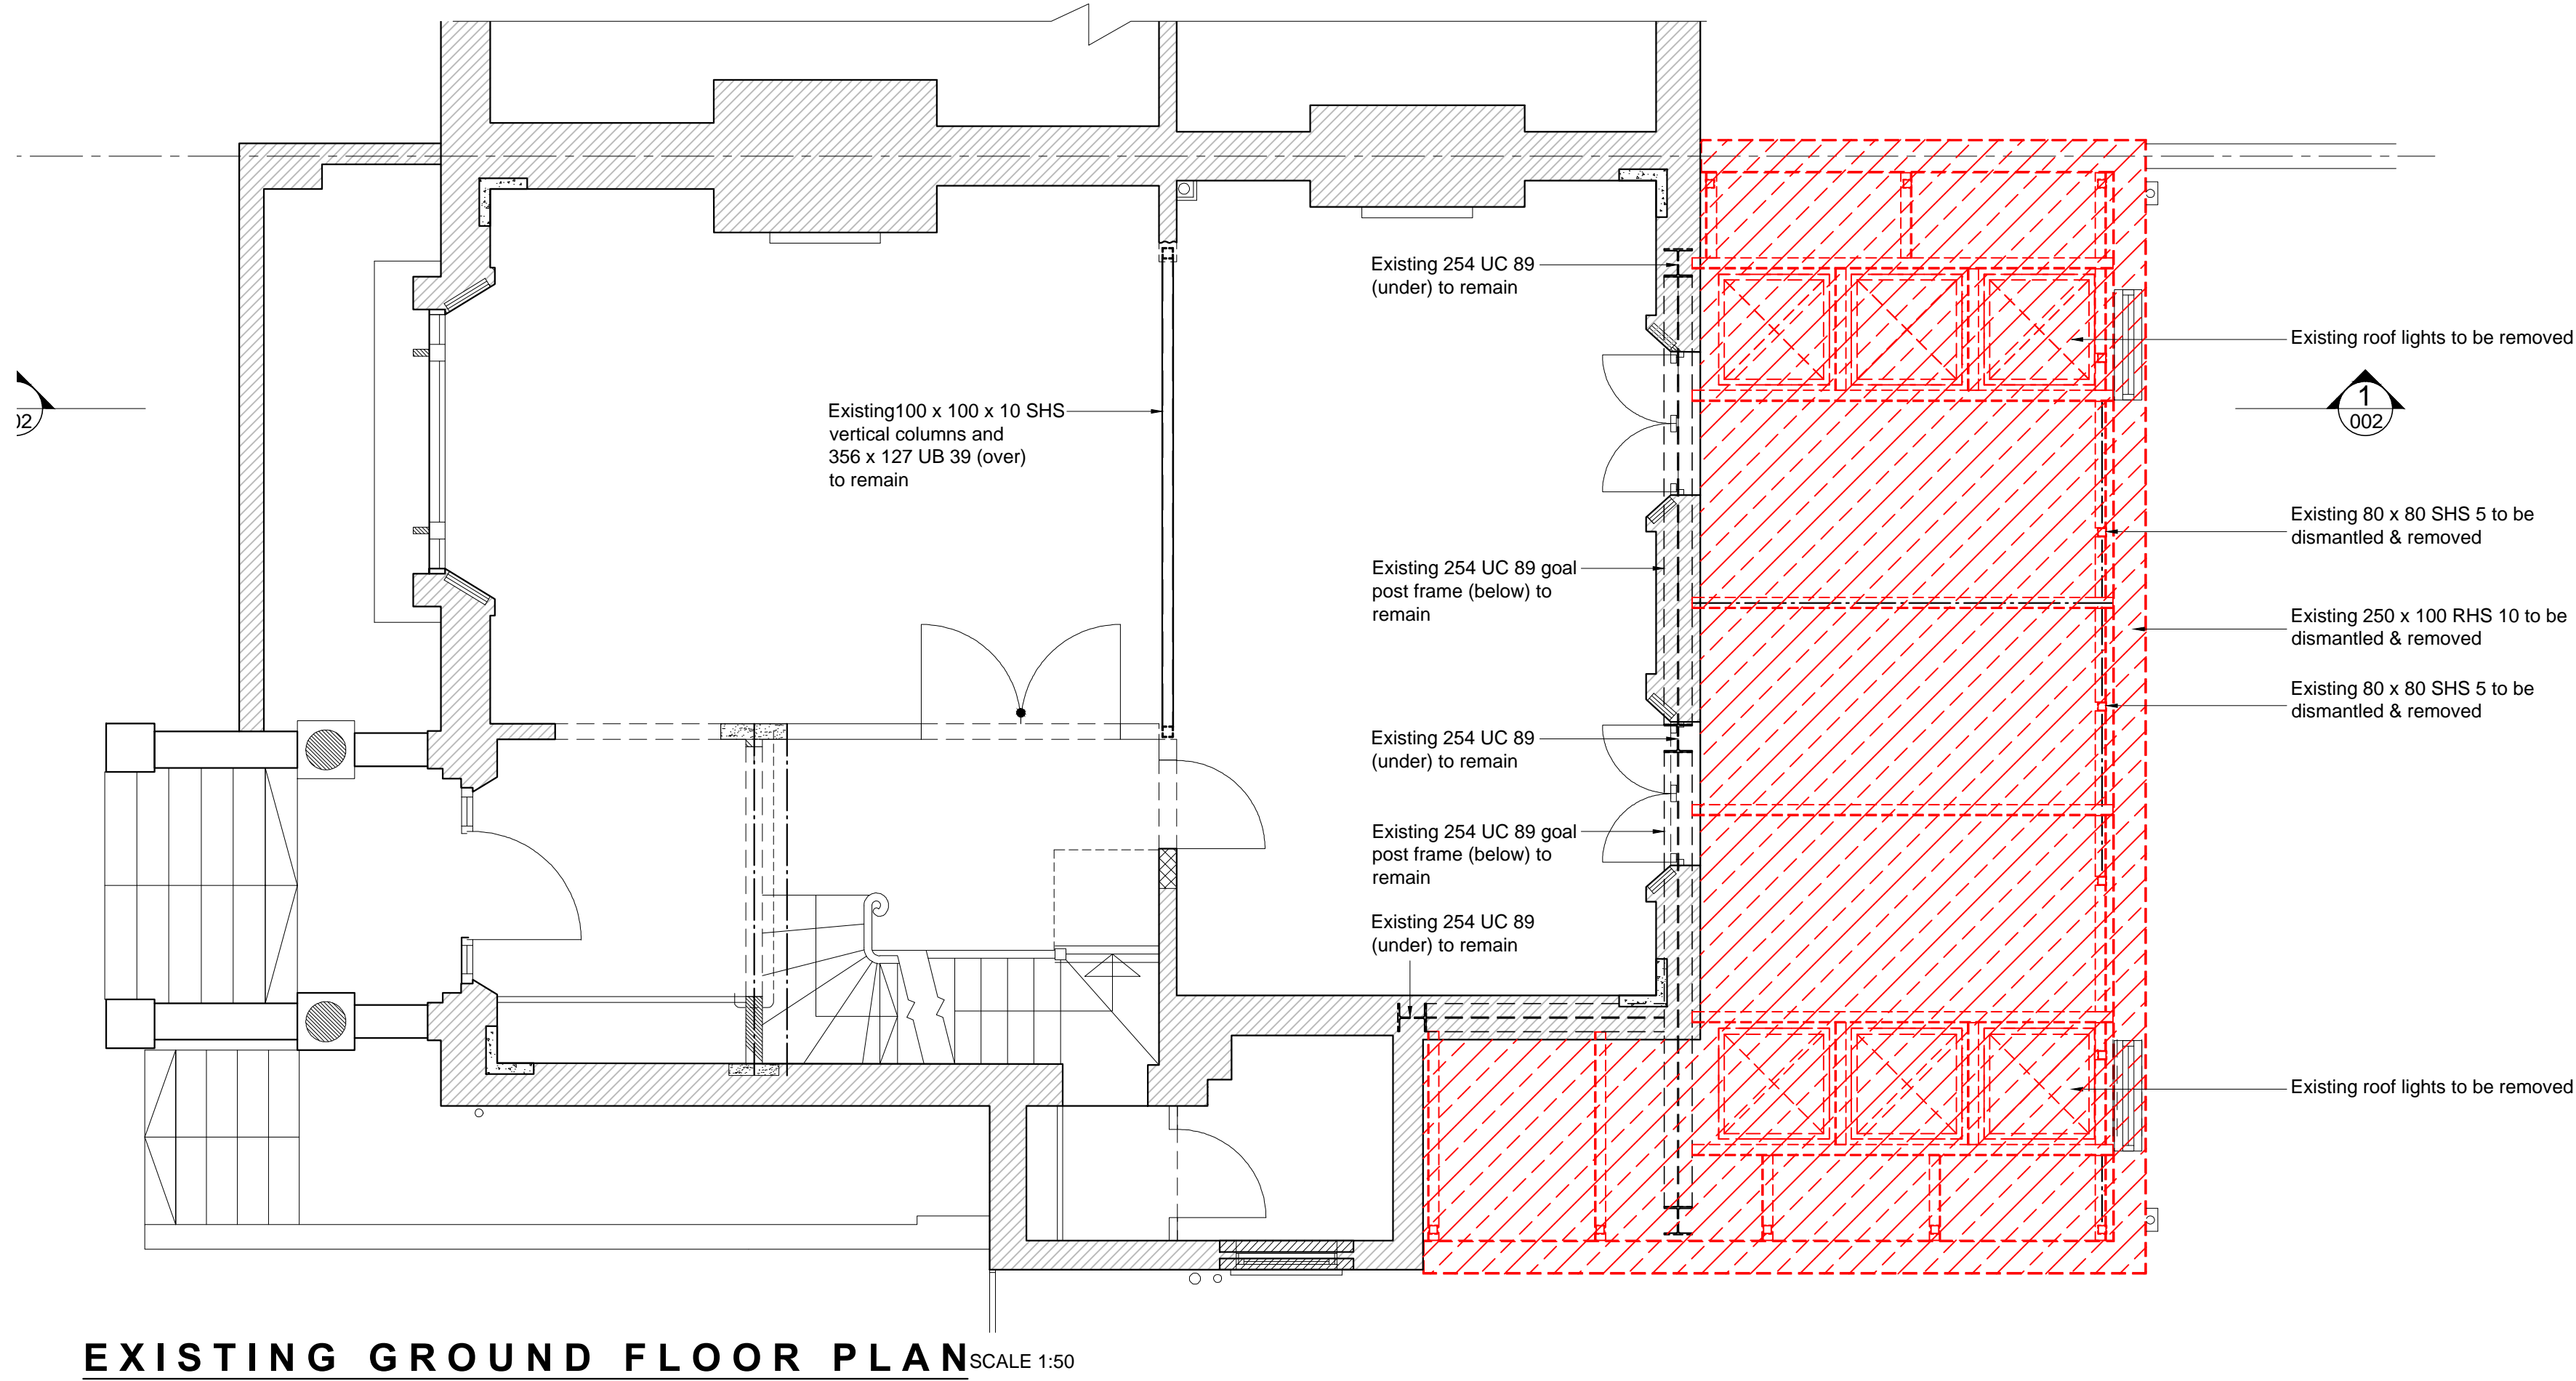 Existing 254 UC 89
(under) to remain
Existing roof lights to be removed
Existing100 x 100 x 10 SHS
vertical columns and
356 x 127 UB 39 (over)
to remain
02
1
002
Existing 80 x 80 SHS 5 to be
dismantled & removed
Existing 254 UC 89 goal
post frame (below) to
remain
Existing 250 x 100 RHS 10 to be
dismantled & removed
Existing 80 x 80 SHS 5 to be
dismantled & removed
Existing 254 UC 89
(under) to remain
Existing 254 UC 89 goal
post frame (below) to
remain
Existing 254 UC 89
(under) to remain
Existing roof lights to be removed
EXISTING GROUND FLOOR PLAN SCALE 1:50